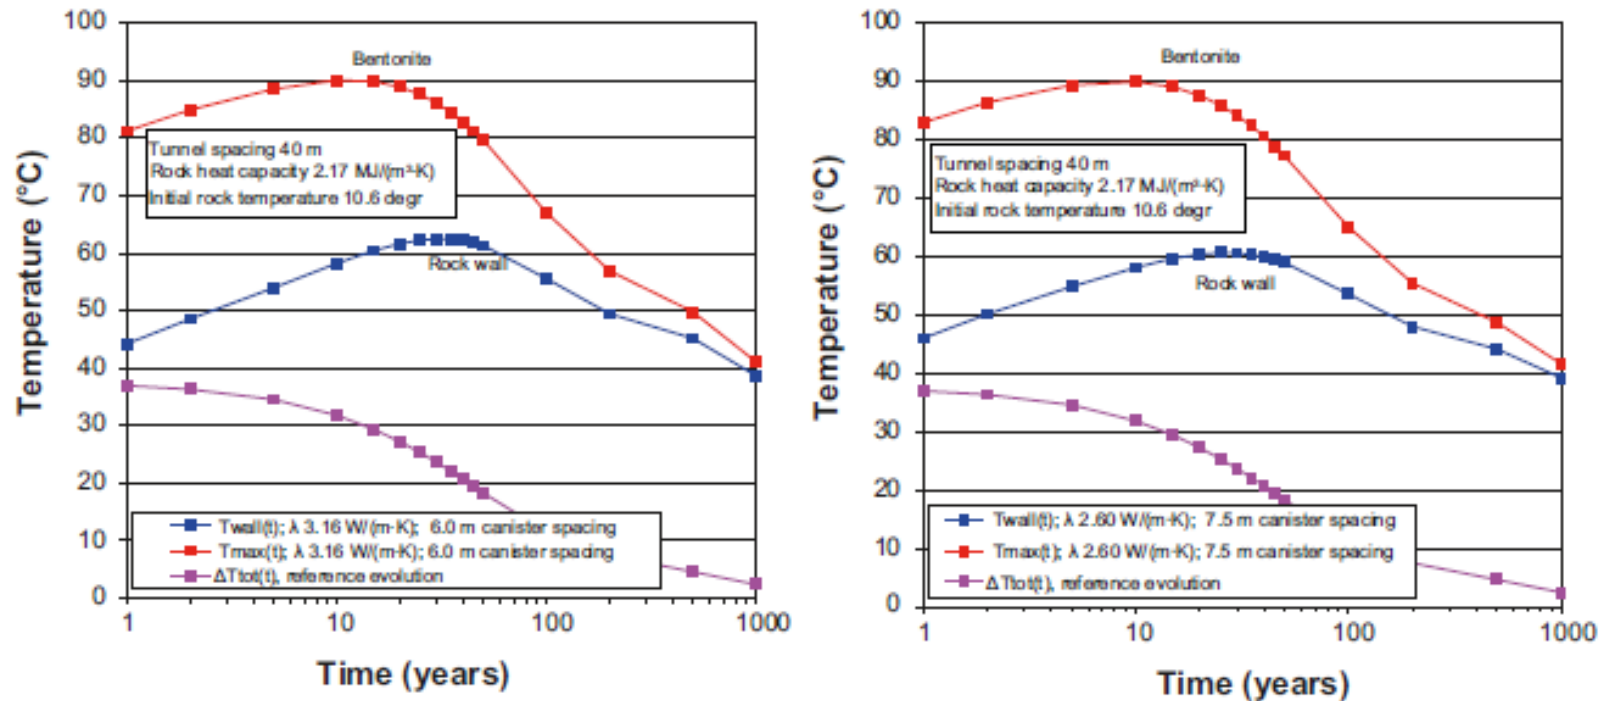 100
90
80
70
60
50
40
30
20
10
0
Temperature (°C)
Bentonite
Tunnel spacing 40 m
Rock heat capacity 2.17 MJ/(m³·K)
Initial rock temperature 10.6 degr
Rock wall
Twall(t); λ 3.16 W/(m·K); 6.0 m canister spacing
Tmax(t); λ 3.16 W/(m·K); 6.0 m canister spacing
ΔTtot(t), reference evolution
1 10 100 1000
Time (years)
100
90
80
70
60
50
40
30
20
10
0
Temperature (°C)
Bentonite
Tunnel spacing 40 m
Rock heat capacity 2.17 MJ/(m³·K)
Initial rock temperature 10.6 degr
Rock wall
Twall(t); λ 2.60 W/(m·K); 7.5 m canister spacing
Tmax(t); λ 2.60 W/(m·K); 7.5 m canister spacing
ΔTtot(t), reference evolution
1 10 100 1000
Time (years)